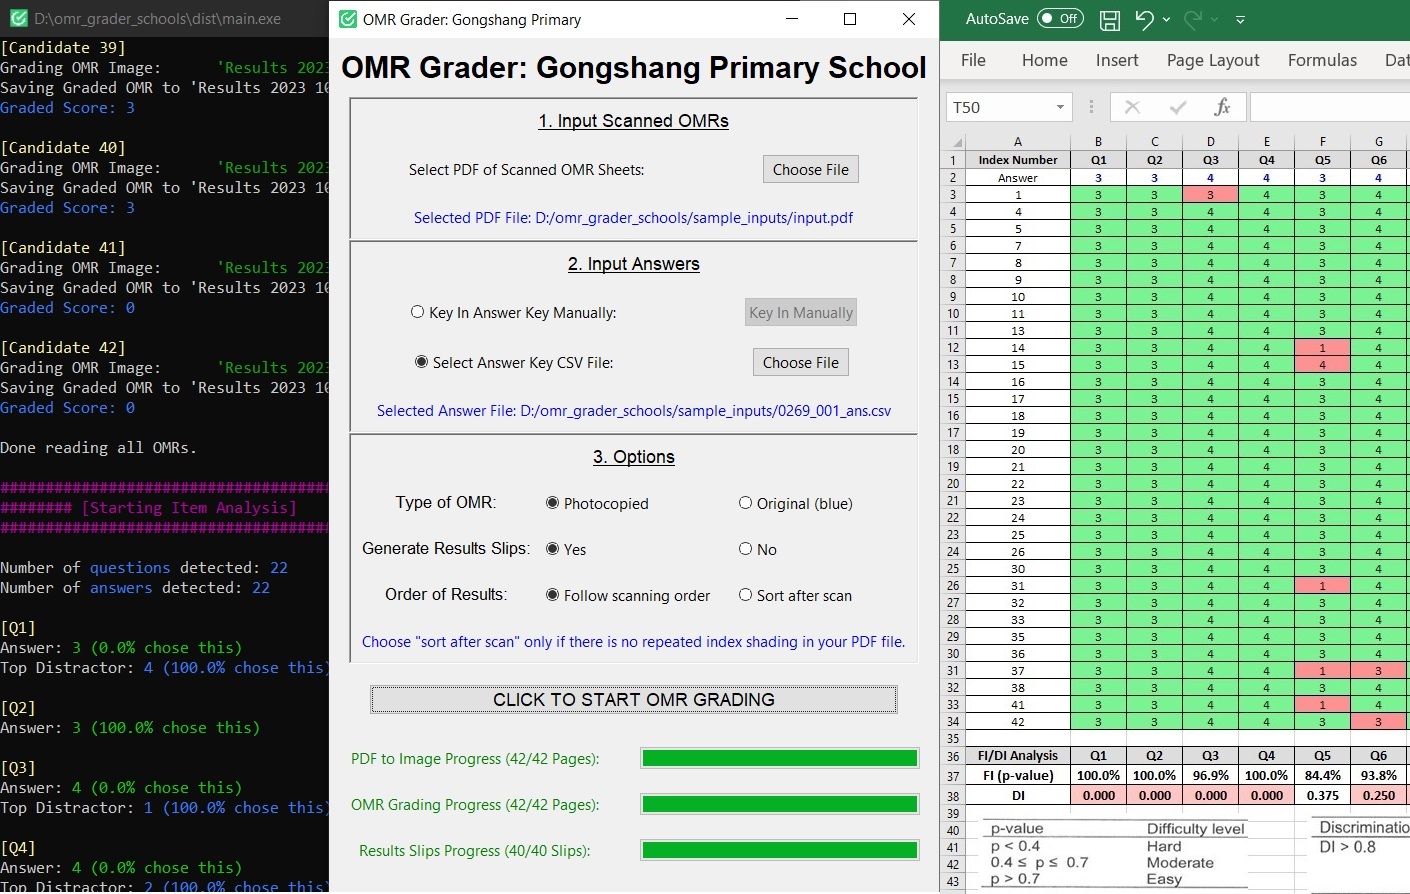 D:\omr_grader_schools\dist\main.exe
[Candidate 39]
Grading OMR Image: 'Results 2023
Saving Graded OMR to 'Results 2023 10
Graded Score: 3
[Candidate 40]
Grading OMR Image: 'Results 2023
Saving Graded OMR to 'Results 2023 10
Graded Score: 3
[Candidate 41]
Grading OMR Image: 'Results 2023
Saving Graded OMR to 'Results 2023 10
Graded Score: 0
[Candidate 42]
Grading OMR Image: 'Results 2023
Saving Graded OMR to 'Results 2023 10
Graded Score: 0
Done reading all OMRs.
#####################################
######## [Starting Item Analysis]
#####################################
Number of questions detected: 22
Number of answers detected: 22
[Q1]
Answer: 3 (0.0% chose this)
Top Distractor: 4 (100.0% chose this)
[Q2]
Answer: 3 (100.0% chose this)
[Q3]
Answer: 4 (0.0% chose this)
Top Distractor: 1 (100.0% chose this)
[Q4]
Answer: 4 (0.0% chose this)
Top Distractor: 2 (100.0% chose this)
OMR Grader: Gongshang Primary
OMR Grader: Gongshang Primary School
1. Input Scanned OMRs
Select PDF of Scanned OMR Sheets: Choose File
Selected PDF File: D:/omr_grader_schools/sample_inputs/input.pdf
2. Input Answers
Key In Answer Key Manually: Key In Manually
Select Answer Key CSV File: Choose File
Selected Answer File: D:/omr_grader_schools/sample_inputs/0269_001_ans.csv
3. Options
Type of OMR: Photocopied Original (blue)
Generate Results Slips: Yes No
Order of Results: Follow scanning order Sort after scan
Choose "sort after scan" only if there is no repeated index shading in your PDF file.
CLICK TO START OMR GRADING
PDF to Image Progress (42/42 Pages):
OMR Grading Progress (42/42 Pages):
Results Slips Progress (40/40 Slips):
AutoSave Off
File Home Insert Page Layout Formulas Dat
T50 fx
A B C D E F G
1 Index Number Q1 Q2 Q3 Q4 Q5 Q6
2 Answer 3 3 4 4 3 4
3 1 3 3 3 4 3 4
4 4 3 3 4 4 3 4
5 5 3 3 4 4 3 4
6 7 3 3 4 4 3 4
7 8 3 3 4 4 3 4
8 9 3 3 4 4 3 4
9 10 3 3 4 4 3 4
10 11 3 3 4 4 3 4
11 13 3 3 4 4 3 4
12 14 3 3 4 4 1 4
13 15 3 3 4 4 4 4
14 16 3 3 4 4 3 4
15 17 3 3 4 4 3 4
16 18 3 3 4 4 3 4
17 19 3 3 4 4 3 4
18 20 3 3 4 4 3 4
19 21 3 3 4 4 3 4
20 22 3 3 4 4 3 4
21 23 3 3 4 4 3 4
22 24 3 3 4 4 3 4
23 25 3 3 4 4 3 4
24 26 3 3 4 4 3 4
25 30 3 3 4 4 3 4
26 31 3 3 4 4 1 4
27 32 3 3 4 4 3 4
28 33 3 3 4 4 3 4
29 35 3 3 4 4 3 4
30 36 3 3 4 4 3 4
31 37 3 3 4 4 1 3
32 38 3 3 4 4 3 4
33 41 3 3 4 4 1 4
34 42 3 3 4 4 3 3
35
36 FI/DI Analysis Q1 Q2 Q3 Q4 Q5 Q6
37 FI (p-value) 100.0% 100.0% 96.9% 100.0% 84.4% 93.8%
38 DI 0.000 0.000 0.000 0.000 0.375 0.250
39
40 p-value Difficulty level Discriminatio
41 p < 0.4 Hard DI > 0.8
42 0.4 ≤ p ≤ 0.7 Moderate
43 p > 0.7 Easy